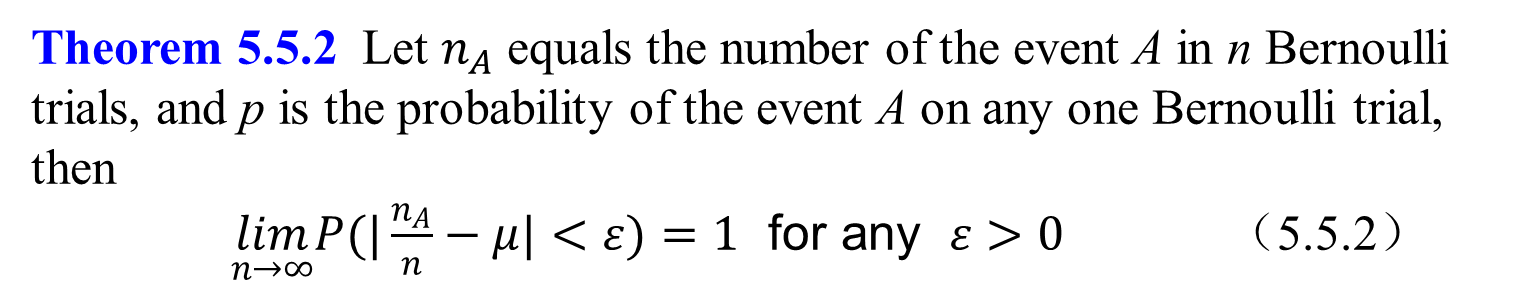 Theorem 5.5.2 Let n_A equals the number of the event A in n Bernoulli
trials, and p is the probability of the event A on any one Bernoulli trial,
then
lim_{n→∞} P(|n_A/n − μ| < ε) = 1 for any ε > 0 （5.5.2）